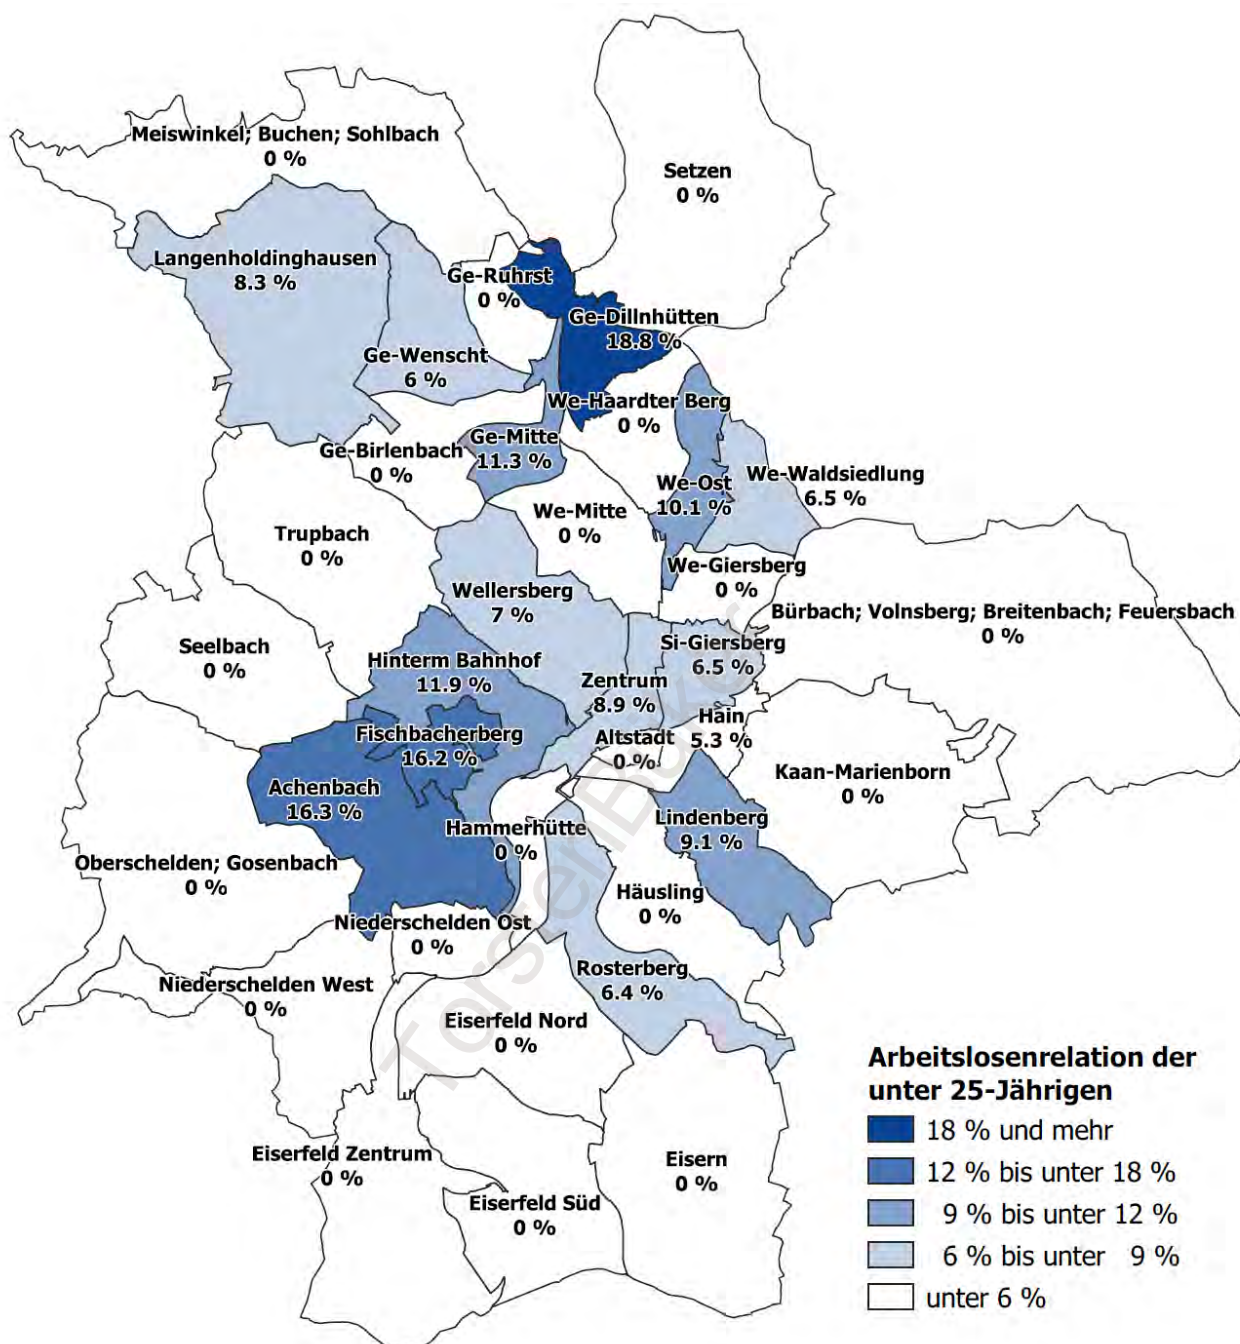 Meiswinkel; Buchen; Sohlbach
0 %
Setzen
0 %
Langenholdinghausen
8.3 %
Ge-Ruhrst
0 %
Ge-Dillnhütten
18.8 %
Ge-Wenscht
6 %
We-Haardter Berg
0 %
Ge-Birlenbach
0 %
Ge-Mitte
11.3 %
We-Ost
10.1 %
We-Waldsiedlung
6.5 %
We-Mitte
0 %
Trupbach
0 %
We-Giersberg
0 %
Wellersberg
7 %
Bürbach; Volnsberg; Breitenbach; Feuersbach
0 %
Seelbach
0 %
Hinterm Bahnhof
11.9 %
Si-Giersberg
6.5 %
Zentrum
8.9 %
Hain
5.3 %
Fischbacherberg
16.2 %
Altstadt
0 %
Kaan-Marienborn
0 %
Achenbach
16.3 %
Lindenberg
9.1 %
Hammerhütte
0 %
Oberschelden; Gosenbach
0 %
Häusling
0 %
Niederschelden Ost
0 %
Rosterberg
6.4 %
Niederschelden West
0 %
Eiserfeld Nord
0 %
Eiserfeld Zentrum
0 %
Eisern
0 %
Eiserfeld Süd
0 %
Arbeitslosenrelation der
unter 25-Jährigen
18 % und mehr
12 % bis unter 18 %
9 % bis unter 12 %
6 % bis unter 9 %
unter 6 %